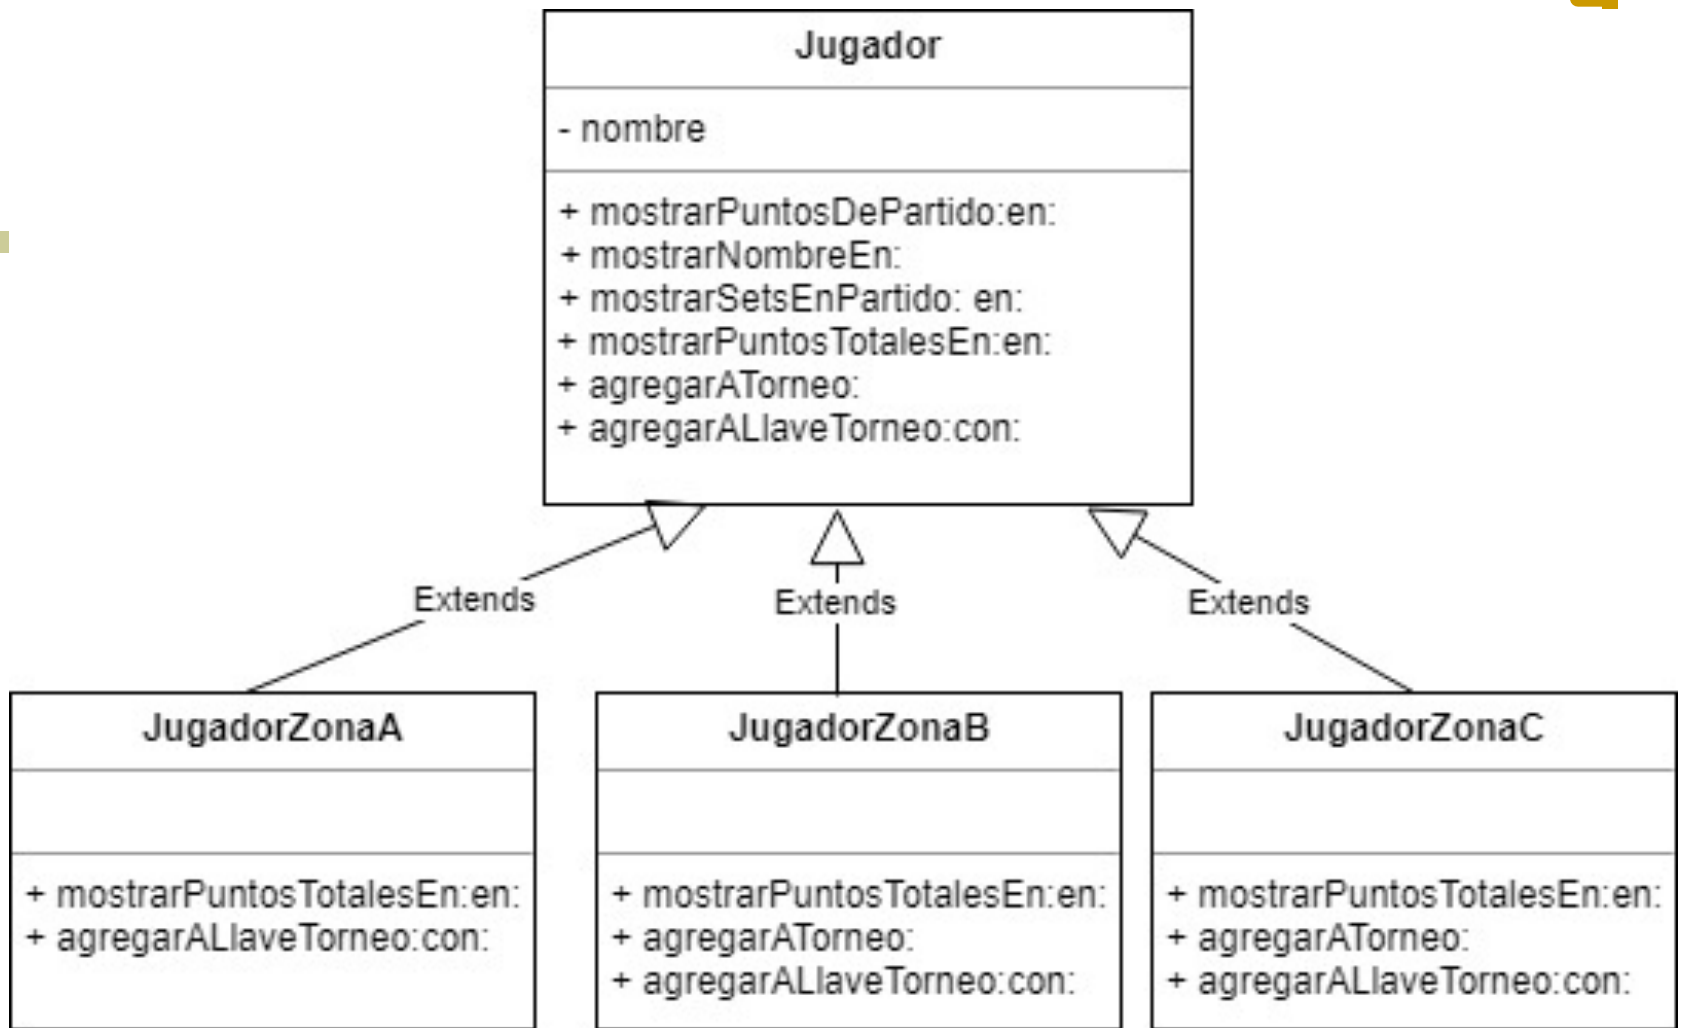 Jugador
- nombre
+ mostrarPuntosDePartido:en:
+ mostrarNombreEn:
+ mostrarSetsEnPartido: en:
+ mostrarPuntosTotalesEn:en:
+ agregarATorneo:
+ agregarALlaveTorneo:con:
Extends
Extends
Extends
JugadorZonaA
+ mostrarPuntosTotalesEn:en:
+ agregarALlaveTorneo:con:
JugadorZonaB
+ mostrarPuntosTotalesEn:en:
+ agregarATorneo:
+ agregarALlaveTorneo:con:
JugadorZonaC
+ mostrarPuntosTotalesEn:en:
+ agregarATorneo:
+ agregarALlaveTorneo:con: